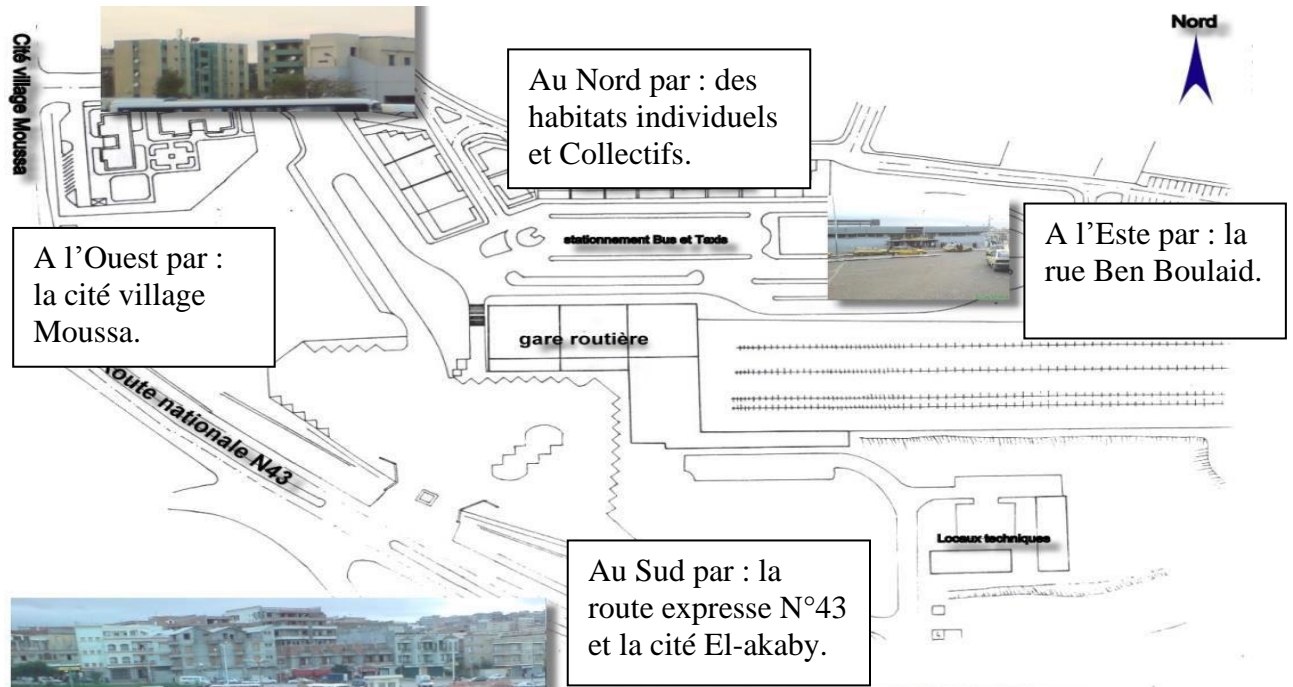 Nord
Cité village Moussa
Au Nord par : des
habitats individuels
et Collectifs.
A l’Ouest par :
la cité village
Moussa.
stationnement Bus et Taxis
A l’Este par : la
rue Ben Boulaid.
gare routière
Route nationale N43
Locaux techniques
Au Sud par : la
route expresse N°43
et la cité El-akaby.